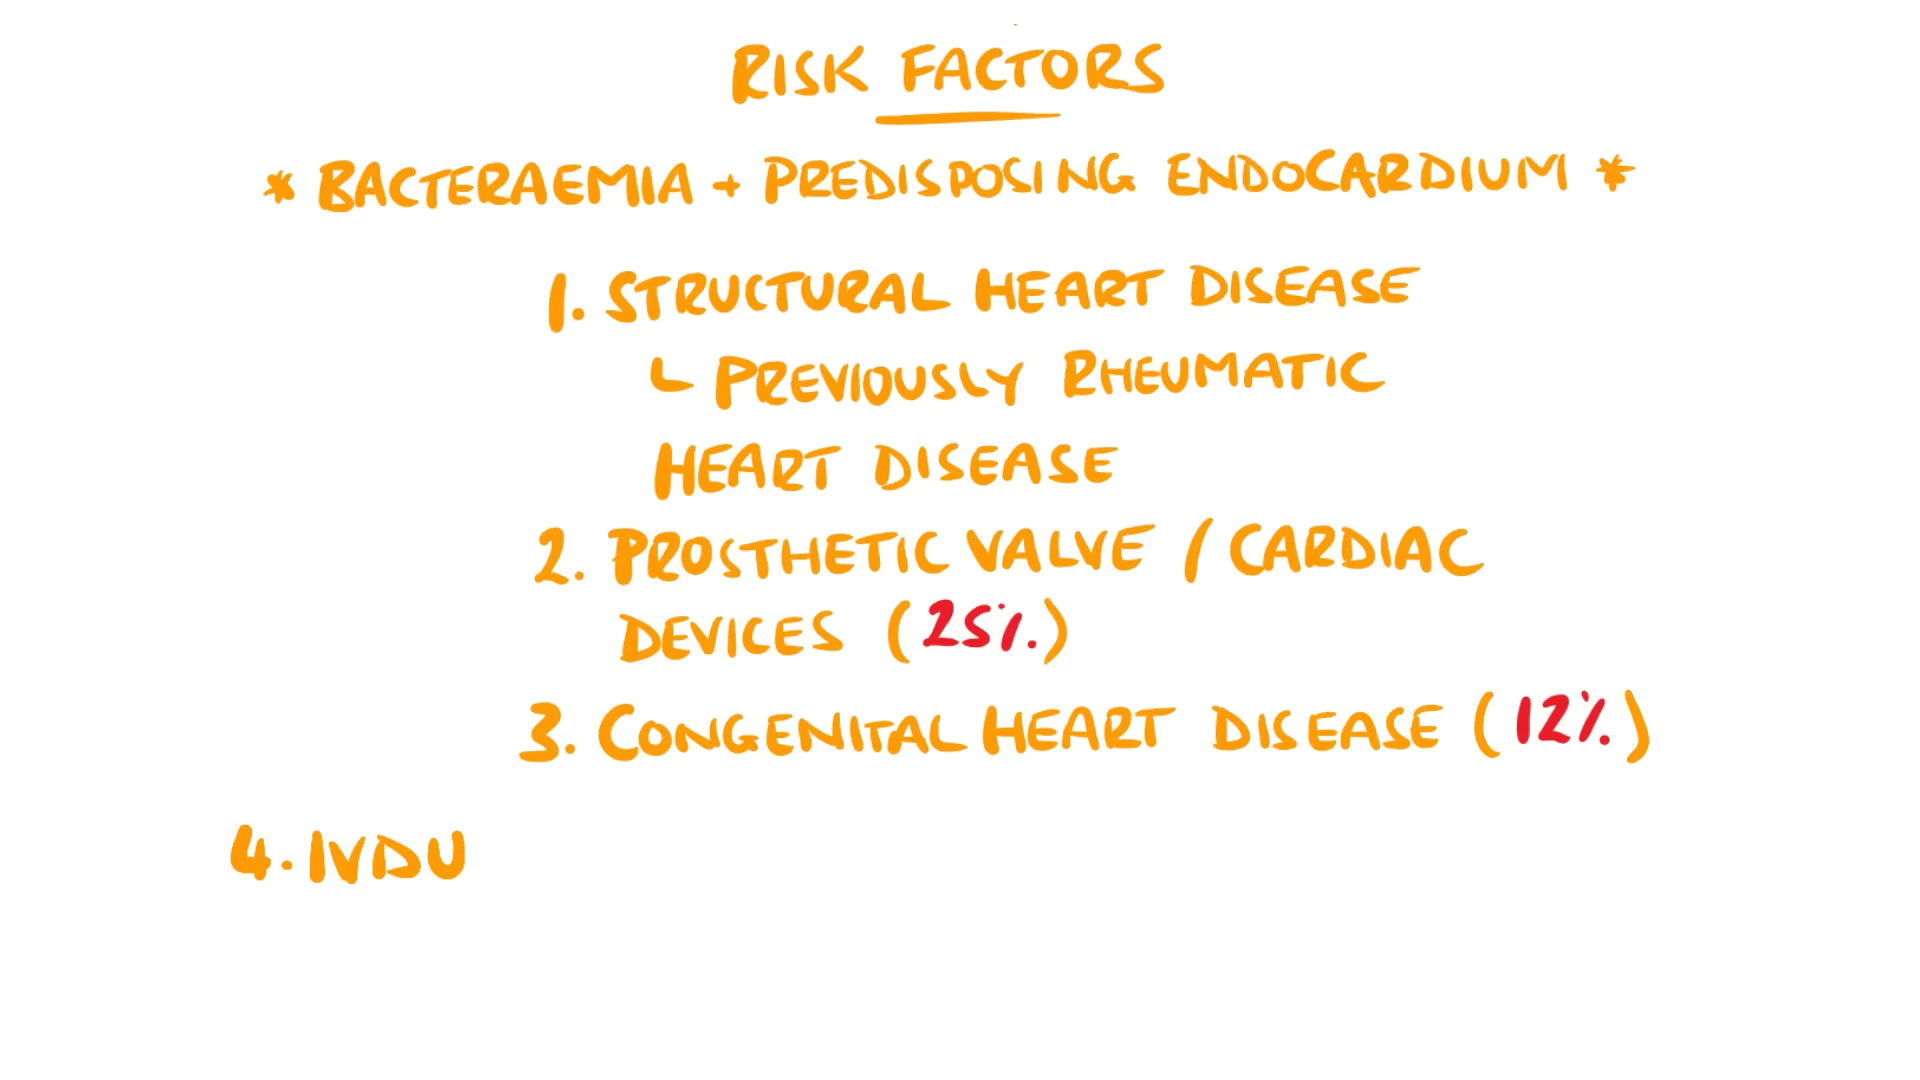 RISK FACTORS
* BACTERAEMIA + PREDISPOSING ENDOCARDIUM *
1. STRUCTURAL HEART DISEASE
└ PREVIOUSLY RHEUMATIC
HEART DISEASE
2. PROSTHETIC VALVE / CARDIAC
DEVICES (25%)
3. CONGENITAL HEART DISEASE (12%)
4. IVDU